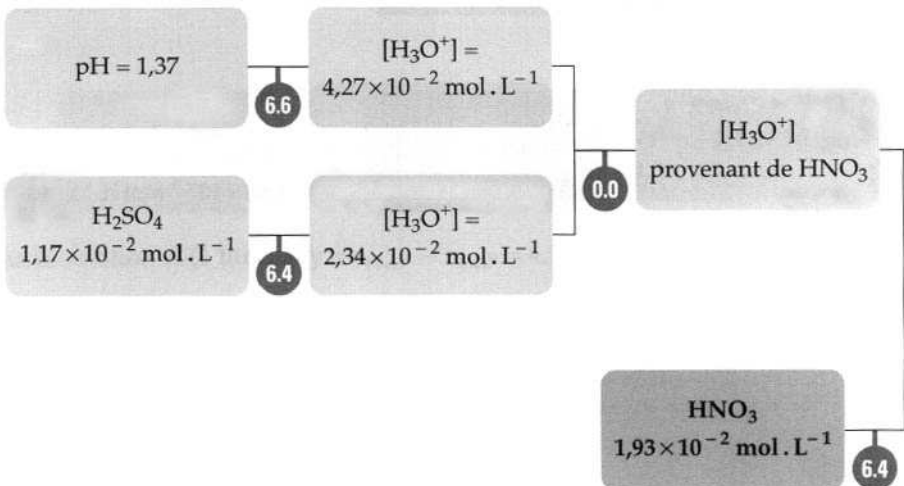 pH = 1,37
6.6
[H₃O⁺] =
4,27×10⁻² mol.L⁻¹
H₂SO₄
1,17×10⁻² mol.L⁻¹
6.4
[H₃O⁺] =
2,34×10⁻² mol.L⁻¹
0.0
[H₃O⁺]
provenant de HNO₃
HNO₃
1,93×10⁻² mol.L⁻¹
6.4